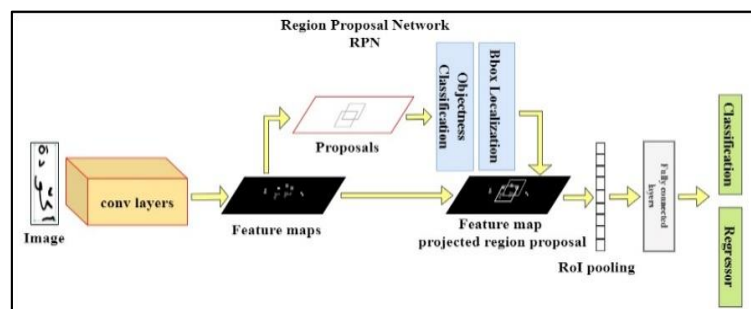 Region Proposal Network
RPN
Objectness
Classification
Bbox Localization
Proposals
conv layers
Image
Feature maps
Feature map
projected region proposal
RoI pooling
Fully connected
layers
Classification
Regressor